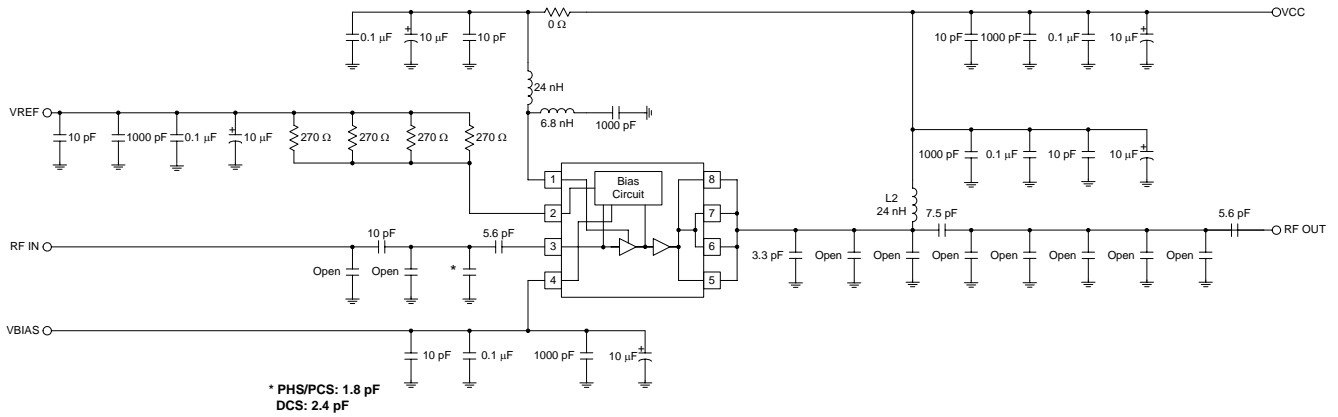 0.1 µF
10 µF
+
10 pF
0 Ω
10 pF
1000 pF
0.1 µF
10 µF
+
VCC
24 nH
6.8 nH
1000 pF
VREF
10 pF
1000 pF
0.1 µF
10 µF
+
270 Ω
270 Ω
270 Ω
270 Ω
1000 pF
0.1 µF
10 pF
10 µF
+
1
2
3
4
Bias
Circuit
8
7
6
5
L2
24 nH
7.5 pF
5.6 pF
RF OUT
RF IN
10 pF
5.6 pF
Open
Open
*
3.3 pF
Open
Open
Open
Open
Open
Open
Open
VBIAS
10 pF
0.1 µF
1000 pF
10 µF
+
* PHS/PCS: 1.8 pF
DCS: 2.4 pF